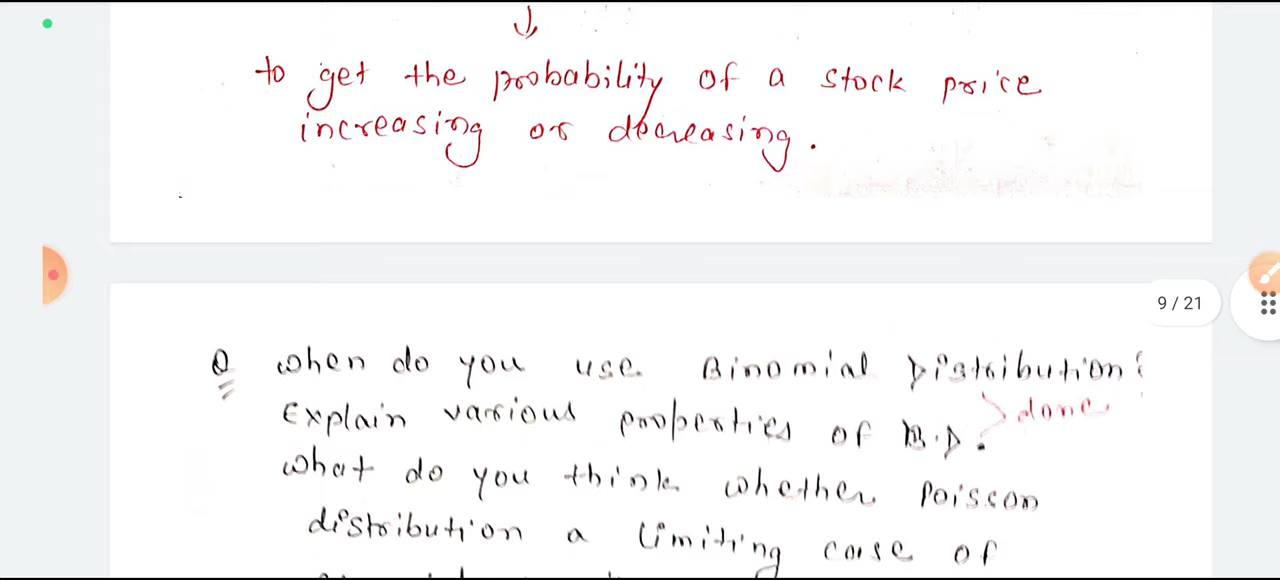 to get the probability of a stock price
increasing or decreasing.
9 / 21
Q when do you use Binomial Distribution?
Explain various properties of B.D.
> done
what do you think whether poisson
distribution a limiting case of